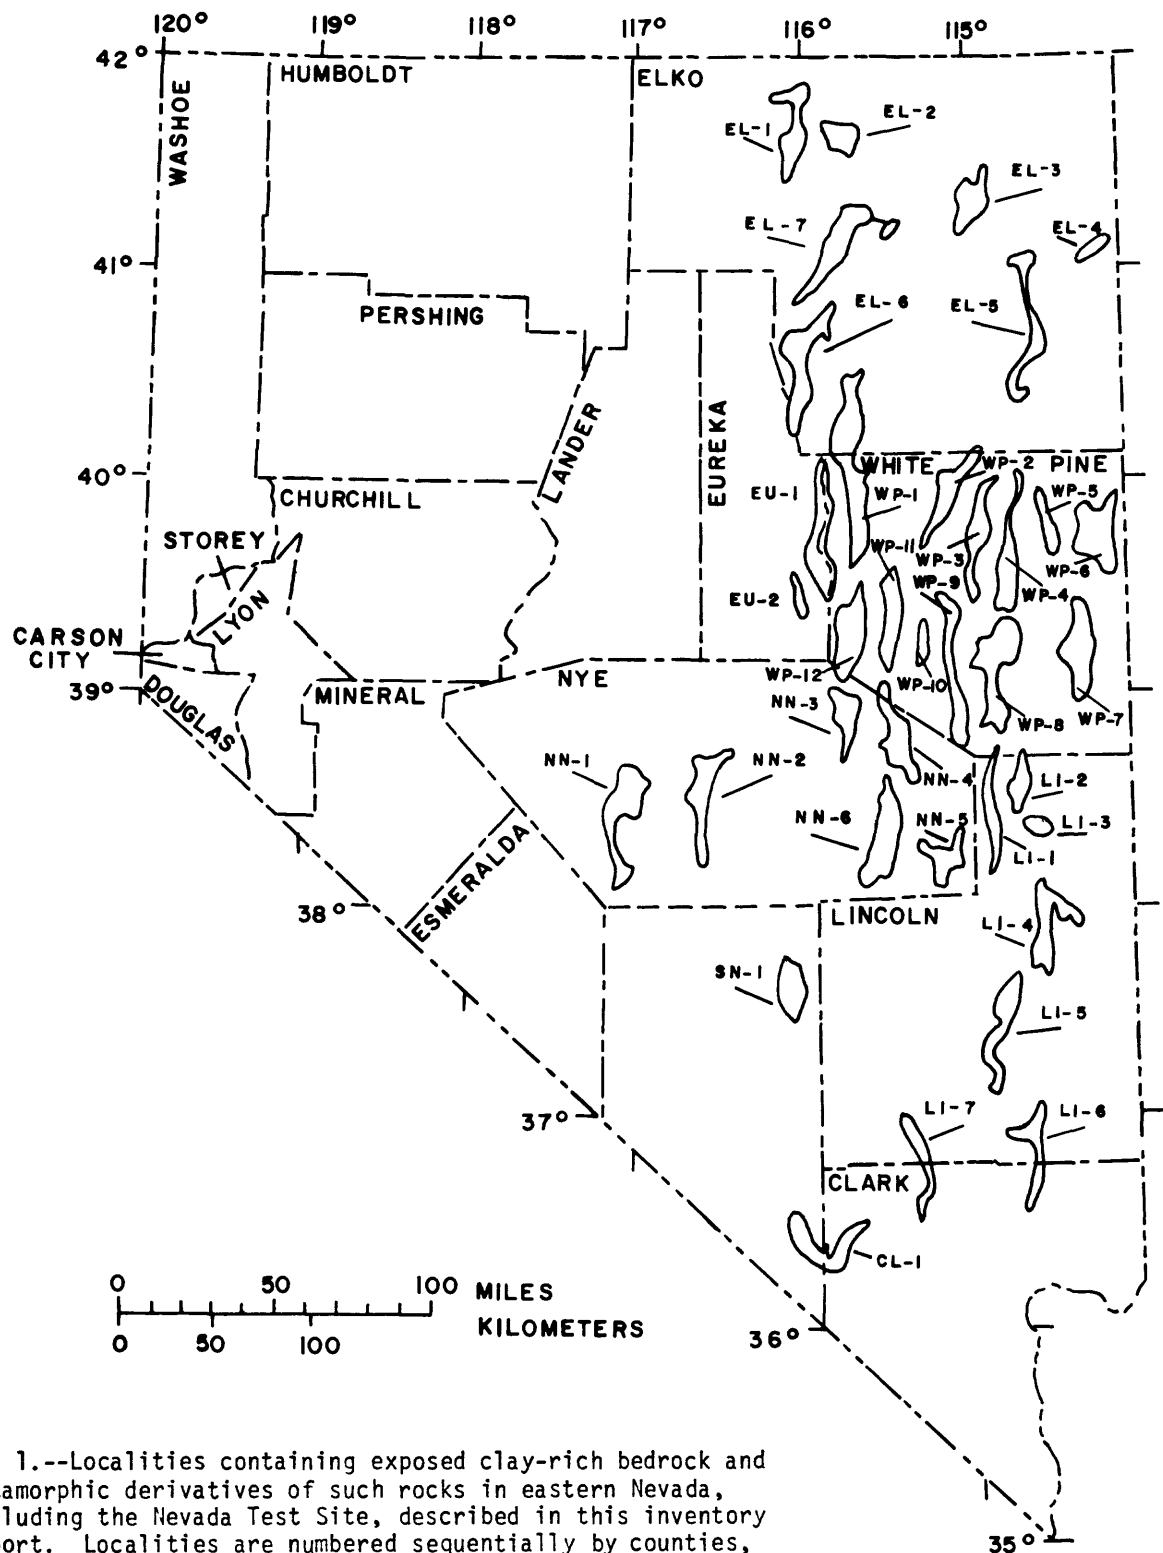 120° 119° 118° 117° 116° 115°
42°
WASHOE
HUMBOLDT
ELKO
EL-1
EL-2
EL-3
EL-7
EL-4
41°
PERSHING
EL-6
EL-5
LANDER
EUREKA
40°
CHURCHILL
WHITE PINE
WP-2
EU-1
WP-1
WP-5
STOREY
WP-11
WP-3
WP-6
WP-9
EU-2
WP-4
LYON
CARSON
CITY
WP-12
WP-10
NYE
39°
DOUGLAS
MINERAL
NN-3
WP-8
WP-7
NN-1
NN-2
NN-4
LI-2
NN-6
NN-5
LI-3
LI-1
ESMERALDA
38°
LINCOLN
LI-4
SN-1
LI-5
37°
LI-7
LI-6
CLARK
CL-1
0 50 100 MILES
KILOMETERS
0 50 100
36°
1.--Localities containing exposed clay-rich bedrock and
amorphic derivatives of such rocks in eastern Nevada,
luding the Nevada Test Site, described in this inventory
ort. Localities are numbered sequentially by counties,
35°